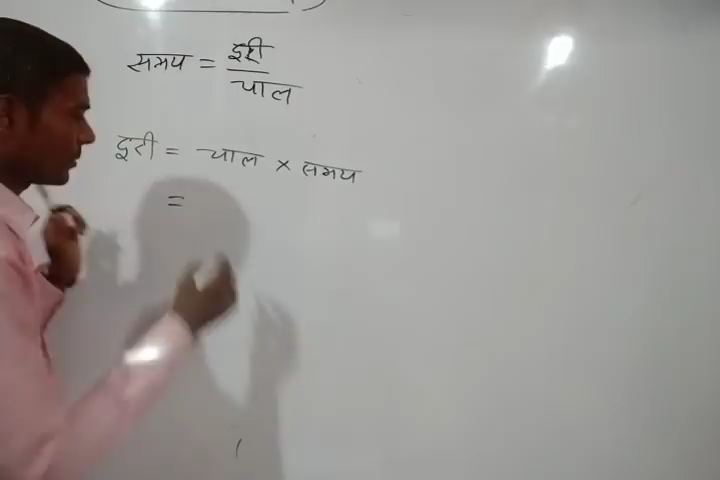 समय = दूरी / चाल
दूरी = चाल × समय
=